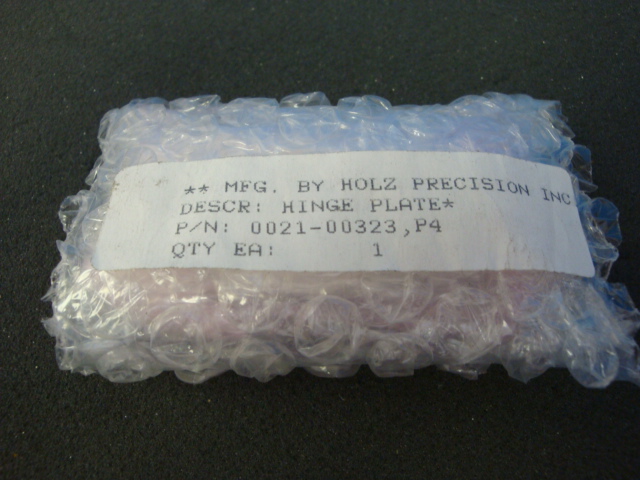 ** MFG. BY HOLZ PRECISION INC
DESCR: HINGE PLATE*
P/N: 0021-00323,P4
QTY EA: 1